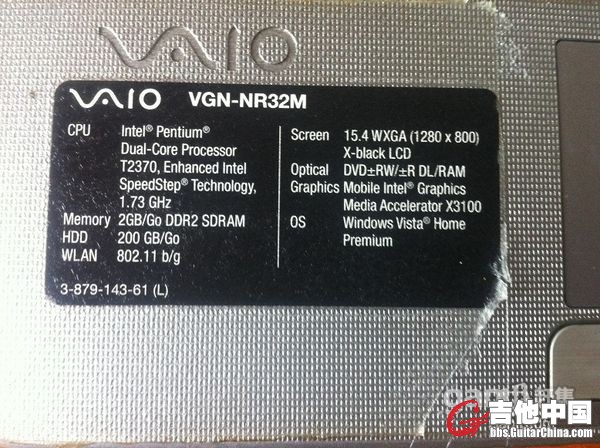 VAIO
VAIO VGN-NR32M
CPU Intel® Pentium®
Dual-Core Processor
T2370, Enhanced Intel
SpeedStep® Technology,
1.73 GHz
Memory 2GB/Go DDR2 SDRAM
HDD 200 GB/Go
WLAN 802.11 b/g
Screen 15.4 WXGA (1280 x 800)
X-black LCD
Optical DVD±RW/±R DL/RAM
Graphics Mobile Intel® Graphics
Media Accelerator X3100
OS Windows Vista® Home
Premium
3-879-143-61 (L)
吉他中国
bbs.GuitarChina.com